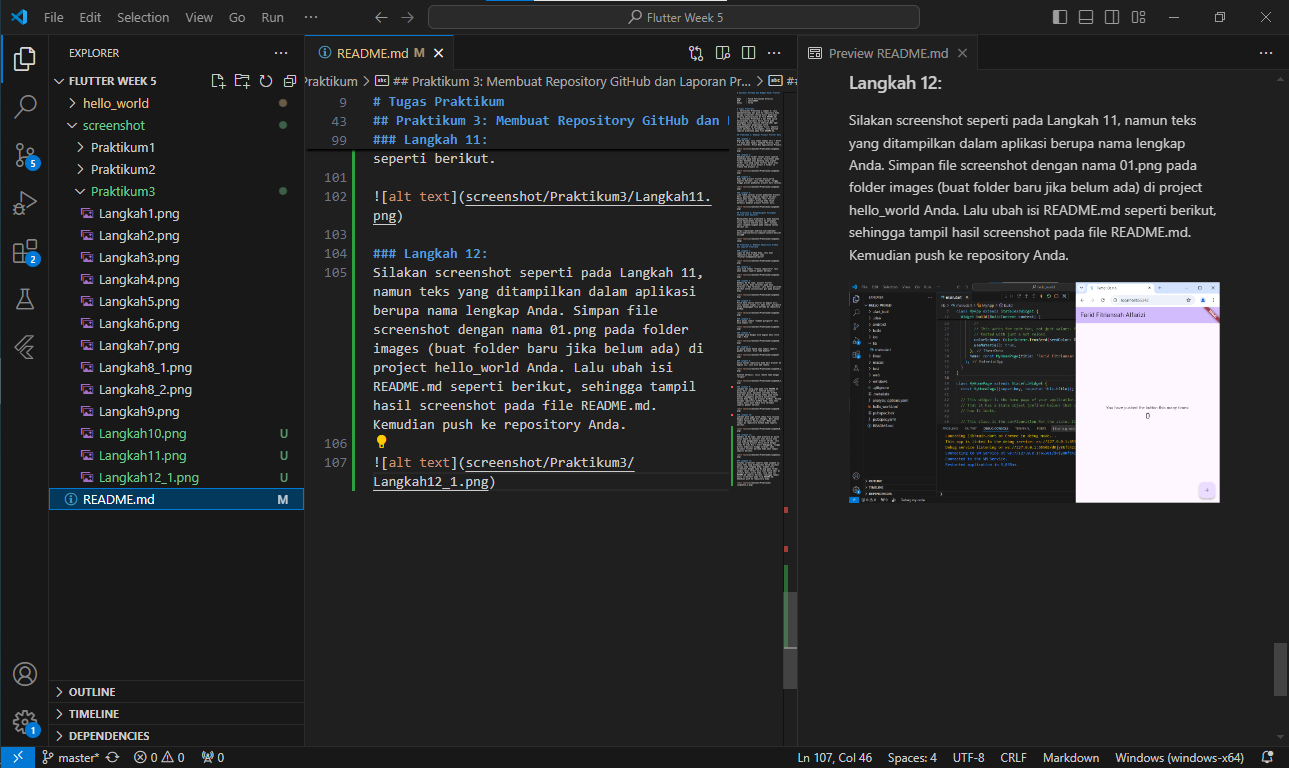 File Edit Selection View Go Run ···
Flutter Week 5
EXPLORER
FLUTTER WEEK 5
hello_world
screenshot
Praktikum1
Praktikum2
Praktikum3
Langkah1.png
Langkah2.png
Langkah3.png
Langkah4.png
Langkah5.png
Langkah6.png
Langkah7.png
Langkah8_1.png
Langkah8_2.png
Langkah9.png
Langkah10.png U
Langkah11.png U
Langkah12_1.png U
README.md M
OUTLINE
TIMELINE
DEPENDENCIES
README.md M
Praktikum > ## Praktikum 3: Membuat Repository GitHub dan Laporan Pr... > ##
9 # Tugas Praktikum
43 ## Praktikum 3: Membuat Repository GitHub dan
99 ### Langkah 11:
seperti berikut.
101
102 ![alt text](screenshot/Praktikum3/Langkah11.
png)
103
104 ### Langkah 12:
105 Silakan screenshot seperti pada Langkah 11,
namun teks yang ditampilkan dalam aplikasi
berupa nama lengkap Anda. Simpan file
screenshot dengan nama 01.png pada folder
images (buat folder baru jika belum ada) di
project hello_world Anda. Lalu ubah isi
README.md seperti berikut, sehingga tampil
hasil screenshot pada file README.md.
Kemudian push ke repository Anda.
106
107 ![alt text](screenshot/Praktikum3/
Langkah12_1.png)
Preview README.md
Langkah 12:
Silakan screenshot seperti pada Langkah 11, namun teks
yang ditampilkan dalam aplikasi berupa nama lengkap
Anda. Simpan file screenshot dengan nama 01.png pada
folder images (buat folder baru jika belum ada) di project
hello_world Anda. Lalu ubah isi README.md seperti berikut,
sehingga tampil hasil screenshot pada file README.md.
Kemudian push ke repository Anda.
You have pushed the button this many times:
0
5
2
1
master* 0 0 0
Ln 107, Col 46 Spaces: 4 UTF-8 CRLF Markdown Windows (windows-x64)